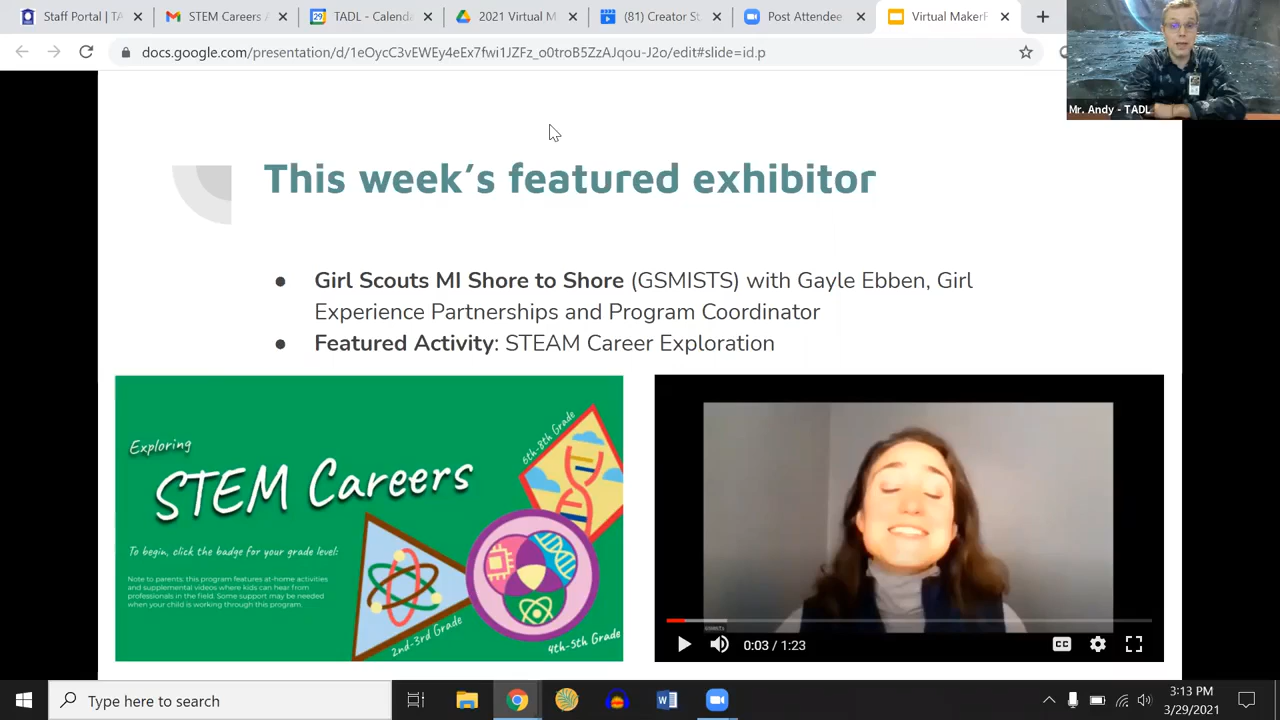 Staff Portal | TA
STEM Careers A
TADL - Calenda
2021 Virtual M
(81) Creator St
Post Attendee
Virtual MakerF
docs.google.com/presentation/d/1eOycC3vEWEy4eEx7fwi1JZFz_o0troB5ZzAJqou-J2o/edit#slide=id.p
Mr. Andy - TADL
This week's featured exhibitor
● Girl Scouts MI Shore to Shore (GSMISTS) with Gayle Ebben, Girl
Experience Partnerships and Program Coordinator
● Featured Activity: STEAM Career Exploration
Exploring
STEM Careers
To begin, click the badge for your grade level:
Note to parents: this program features at-home activities
and supplemental videos where kids can hear from
professionals in the field. Some support may be needed
when your child is working through this program.
6th-8th Grade
2nd-3rd Grade
4th-5th Grade
0:03 / 1:23
CC
Type here to search
3:13 PM
3/29/2021